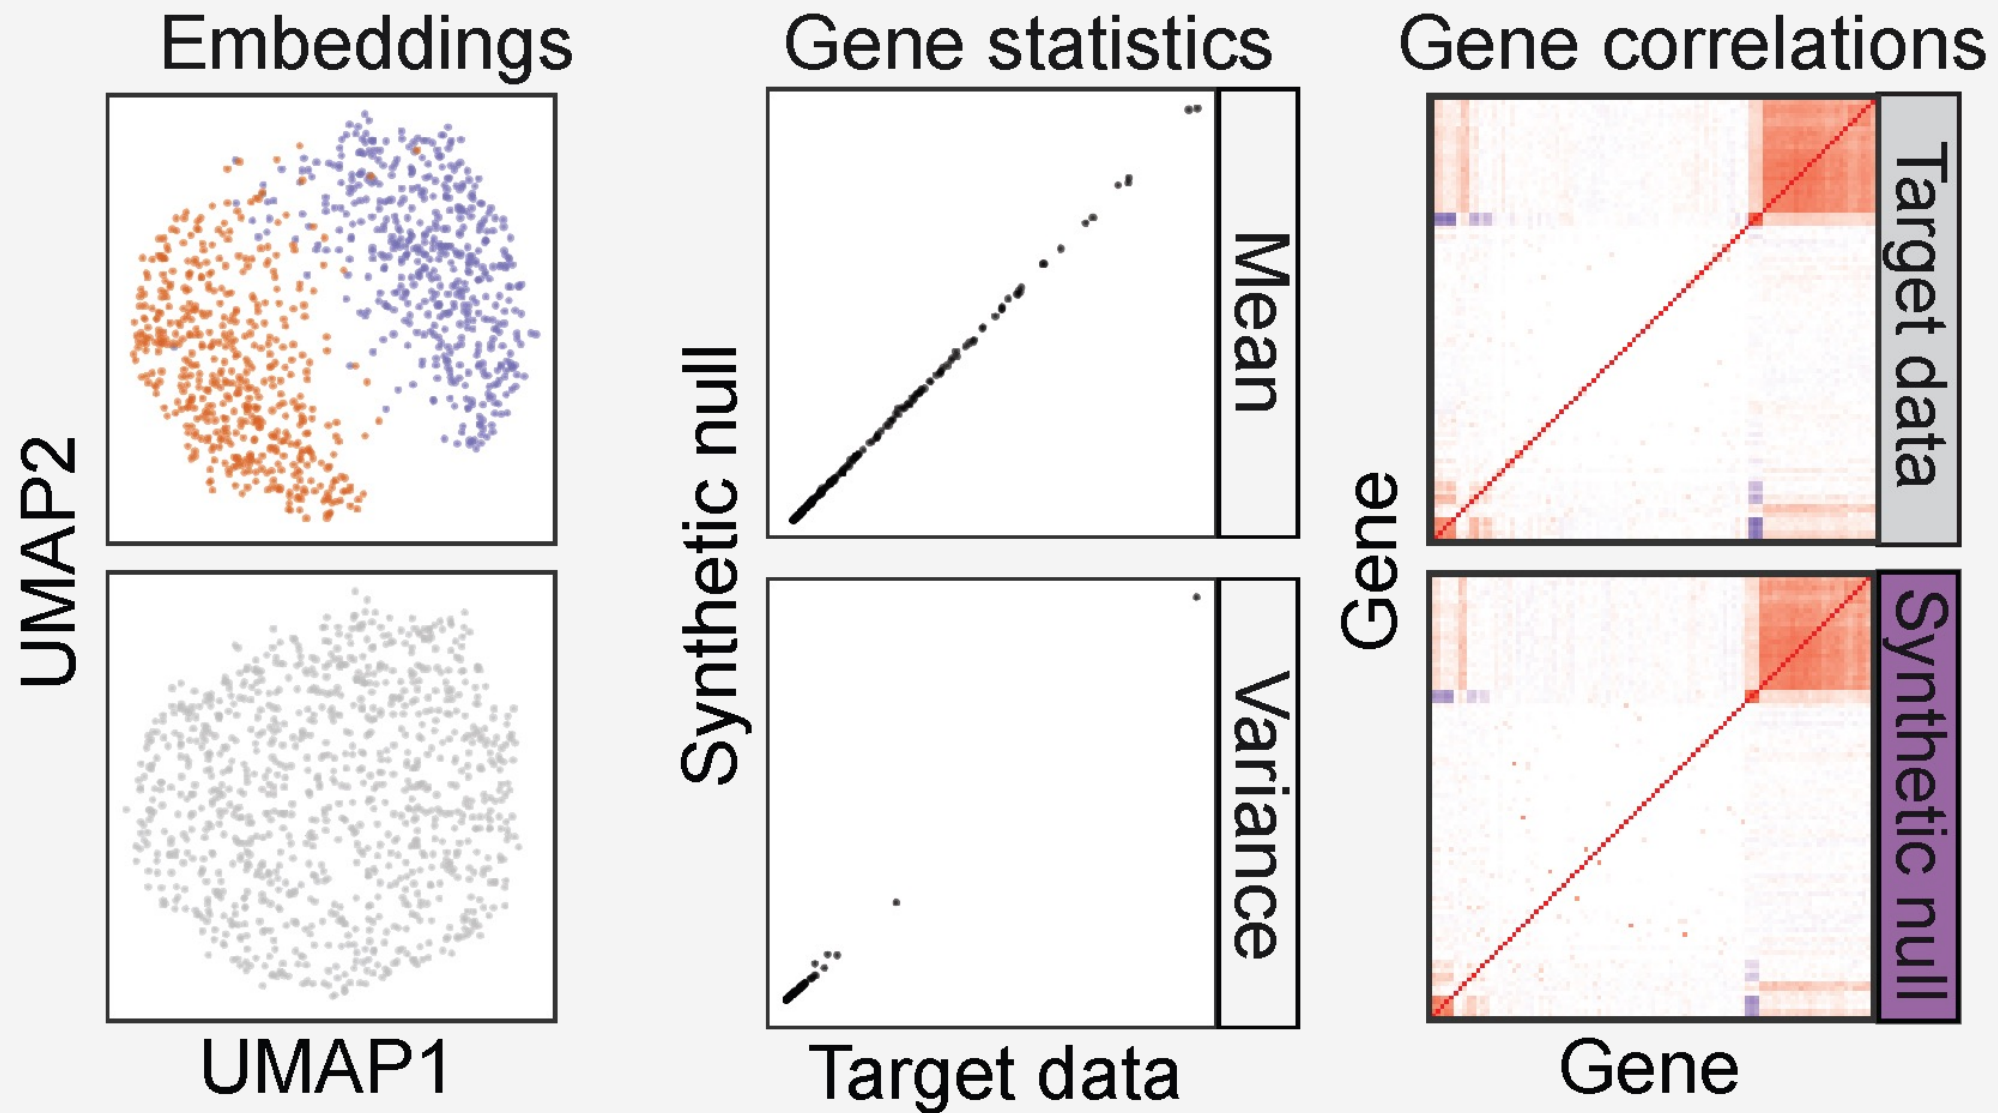 Embeddings
Gene statistics
Gene correlations
UMAP2
UMAP1
Synthetic null
Mean
Variance
Target data
Gene
Target data
Synthetic null
Gene